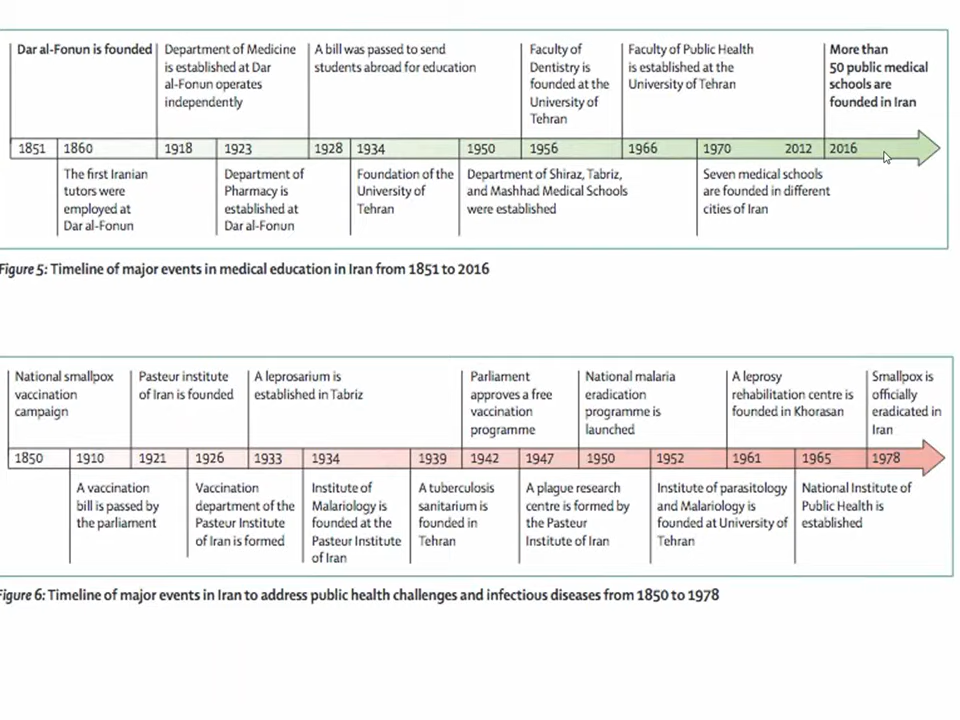 Dar al-Fonun is founded
Department of Medicine
is established at Dar
al-Fonun operates
independently
A bill was passed to send
students abroad for education
Faculty of
Dentistry is
founded at the
University of
Tehran
Faculty of Public Health
is established at the
University of Tehran
More than
50 public medical
schools are
founded in Iran
1851 1860 1918 1923 1928 1934 1950 1956 1966 1970 2012 2016
The first Iranian
tutors were
employed at
Dar al-Fonun
Department of
Pharmacy is
established at
Dar al-Fonun
Foundation of the
University of
Tehran
Department of Shiraz, Tabriz,
and Mashhad Medical Schools
were established
Seven medical schools
are founded in different
cities of Iran
Figure 5: Timeline of major events in medical education in Iran from 1851 to 2016
National smallpox
vaccination
campaign
Pasteur institute
of Iran is founded
A leprosarium is
established in Tabriz
Parliament
approves a free
vaccination
programme
National malaria
eradication
programme is
launched
A leprosy
rehabilitation centre is
founded in Khorasan
Smallpox is
officially
eradicated in
Iran
1850 1910 1921 1926 1933 1934 1939 1942 1947 1950 1952 1961 1965 1978
A vaccination
bill is passed by
the parliament
Vaccination
department of the
Pasteur Institute
of Iran is formed
Institute of
Malariology is
founded at the
Pasteur Institute
of Iran
A tuberculosis
sanitarium is
founded in
Tehran
A plague research
centre is formed by
the Pasteur
Institute of Iran
Institute of parasitology
and Malariology is
founded at University of
Tehran
National Institute of
Public Health is
established
Figure 6: Timeline of major events in Iran to address public health challenges and infectious diseases from 1850 to 1978